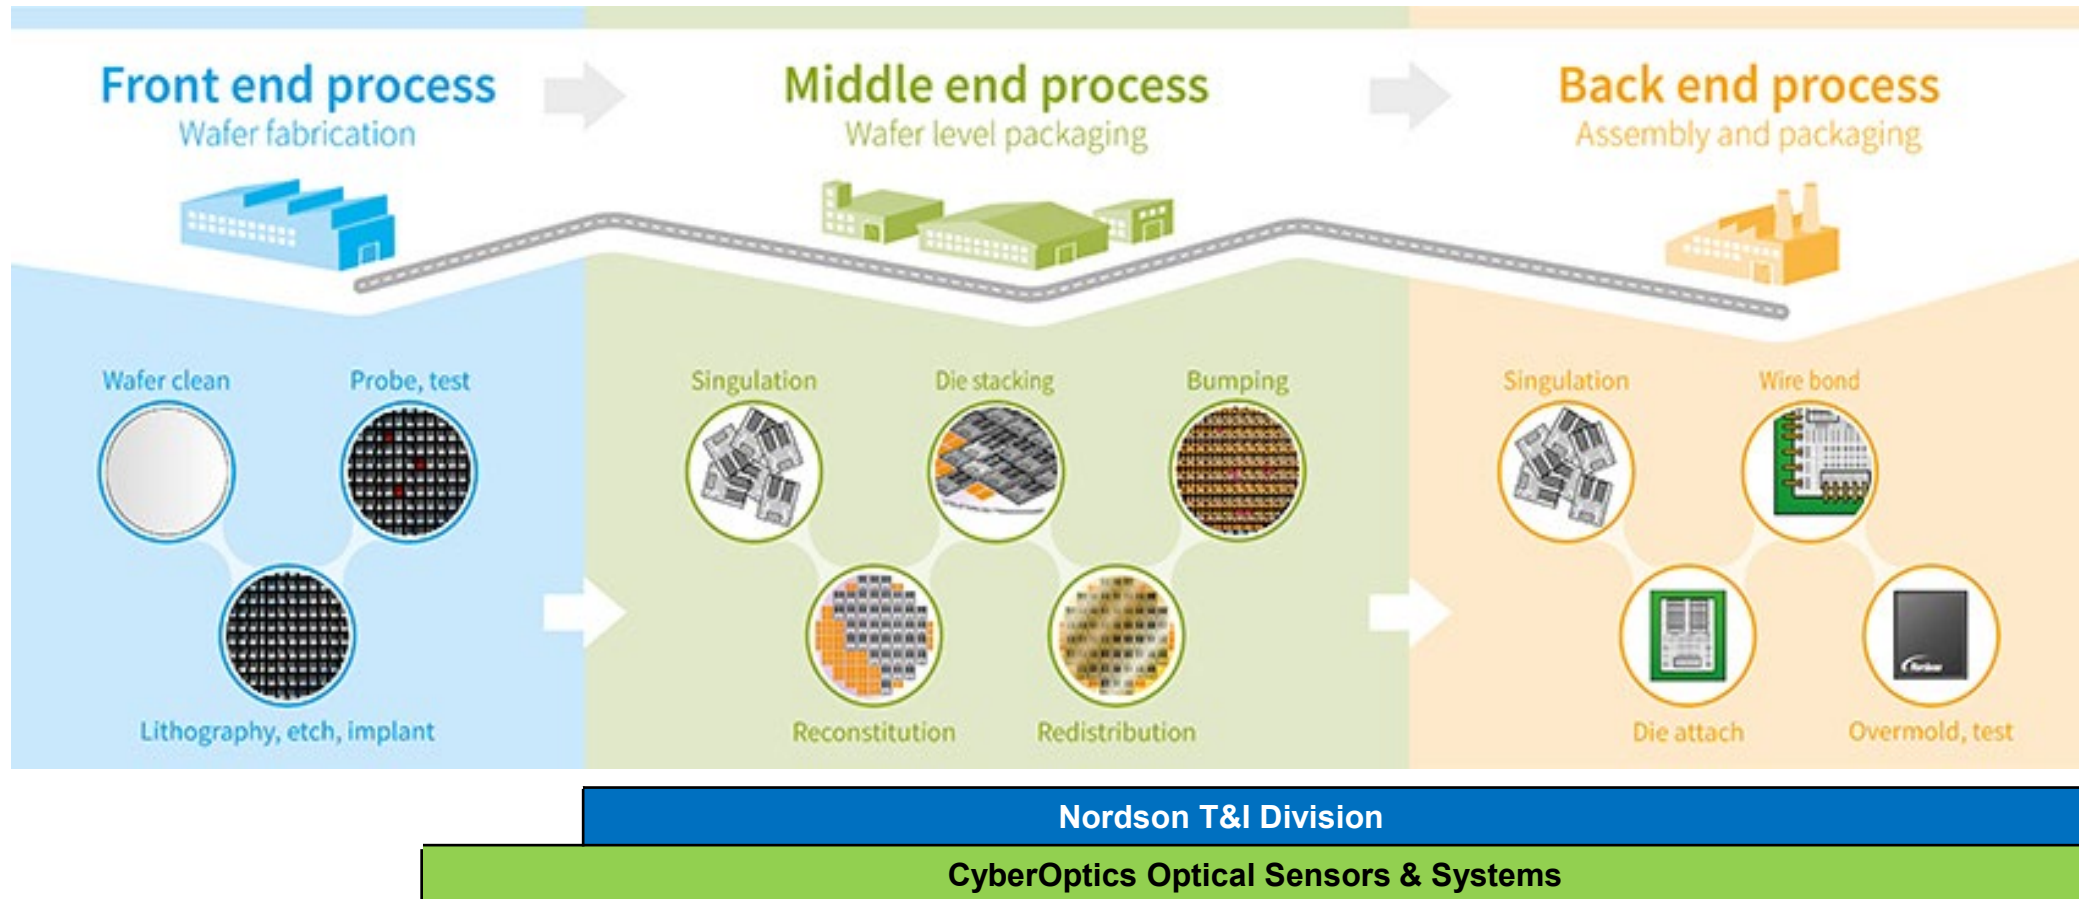 Front end process
Wafer fabrication
Middle end process
Wafer level packaging
Back end process
Assembly and packaging
Wafer clean
Probe, test
Lithography, etch, implant
Singulation
Die stacking
Bumping
Reconstitution
Redistribution
Singulation
Wire bond
Die attach
Overmold, test
Nordson
Nordson T&I Division
CyberOptics Optical Sensors & Systems